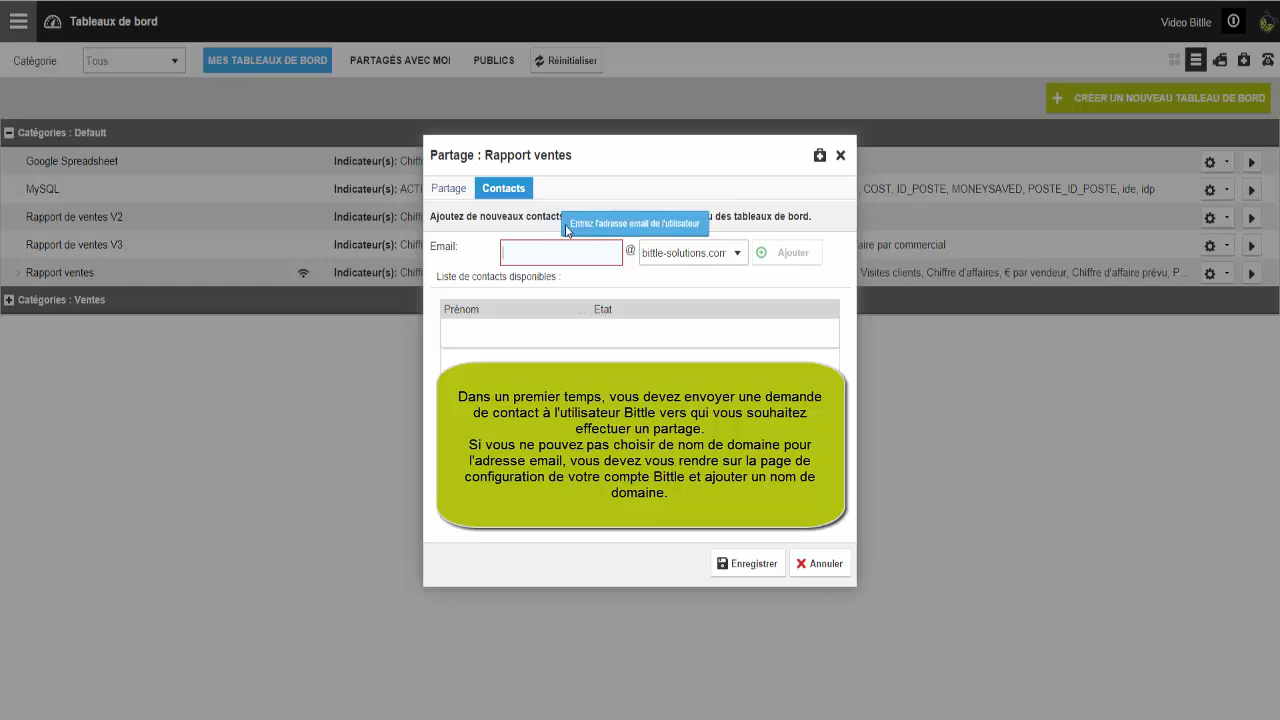 Tableaux de bord
Video Bittle
Catégorie
Tous
MES TABLEAUX DE BORD
PARTAGÉS AVEC MOI
PUBLICS
Réinitialiser
CRÉER UN NOUVEAU TABLEAU DE BORD
Catégories : Default
Google Spreadsheet
Indicateur(s): Chiff
MySQL
Indicateur(s): ACTI
COST, ID_POSTE, MONEYSAVED, POSTE_ID_POSTE, ide, idp
Rapport de ventes V2
Indicateur(s): Chiff
Rapport de ventes V3
Indicateur(s): Chiff
aire par commercial
Rapport ventes
Indicateur(s): Chiff
Visites clients, Chiffre d'affaires, € par vendeur, Chiffre d'affaire prévu, P...
Catégories : Ventes
Partage : Rapport ventes
Partage
Contacts
Ajoutez de nouveaux contacts
u des tableaux de bord.
Entrez l'adresse email de l'utilisateur
Email:
@
bittle-solutions.com
Ajouter
Liste de contacts disponibles :
Prénom
...
Etat
Dans un premier temps, vous devez envoyer une demande
de contact à l'utilisateur Bittle vers qui vous souhaitez
effectuer un partage.
Si vous ne pouvez pas choisir de nom de domaine pour
l'adresse email, vous devez vous rendre sur la page de
configuration de votre compte Bittle et ajouter un nom de
domaine.
Enregistrer
Annuler